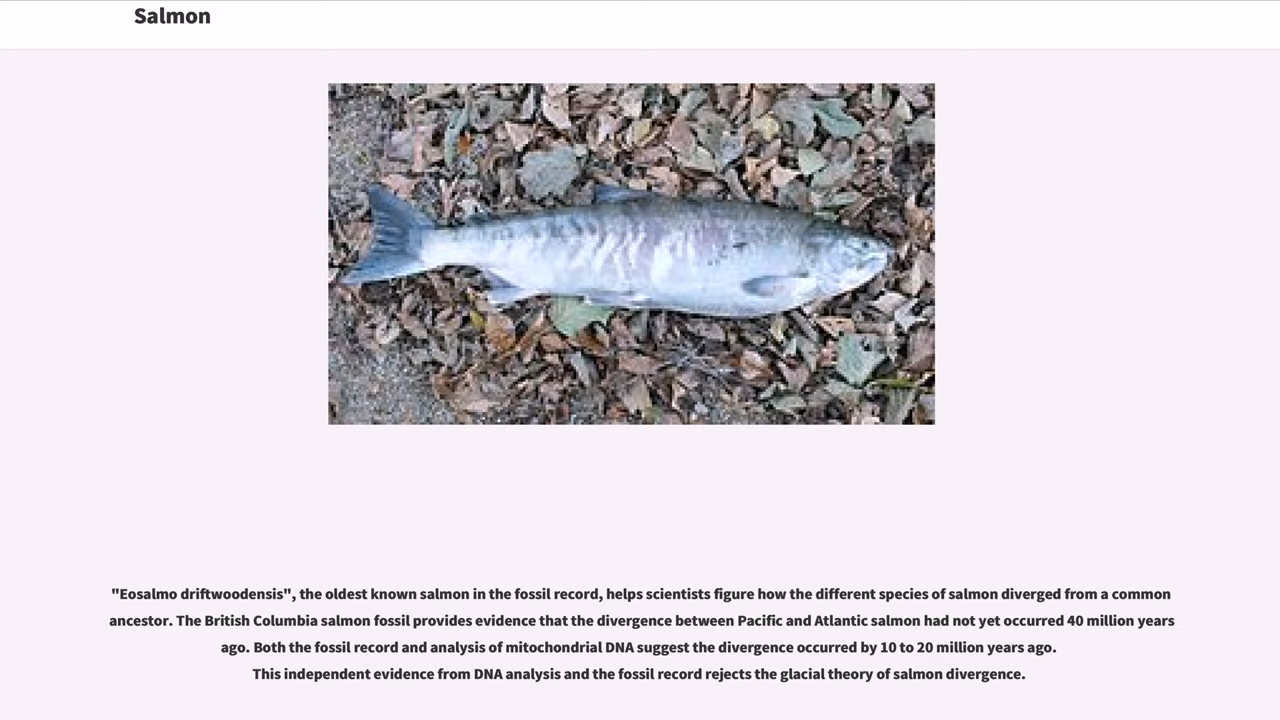 Salmon
"Eosalmo driftwoodensis", the oldest known salmon in the fossil record, helps scientists figure how the different species of salmon diverged from a common
ancestor. The British Columbia salmon fossil provides evidence that the divergence between Pacific and Atlantic salmon had not yet occurred 40 million years
ago. Both the fossil record and analysis of mitochondrial DNA suggest the divergence occurred by 10 to 20 million years ago.
This independent evidence from DNA analysis and the fossil record rejects the glacial theory of salmon divergence.